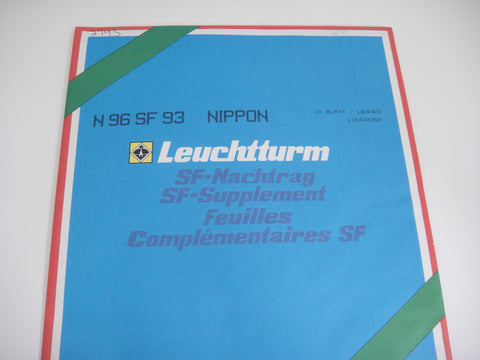 N 96 SF 93 NIPPON
10 BLATT / LEAVES
Leuchtturm
SF-Nachtrag
SF-Supplement
Feuilles
Complémentaires SF